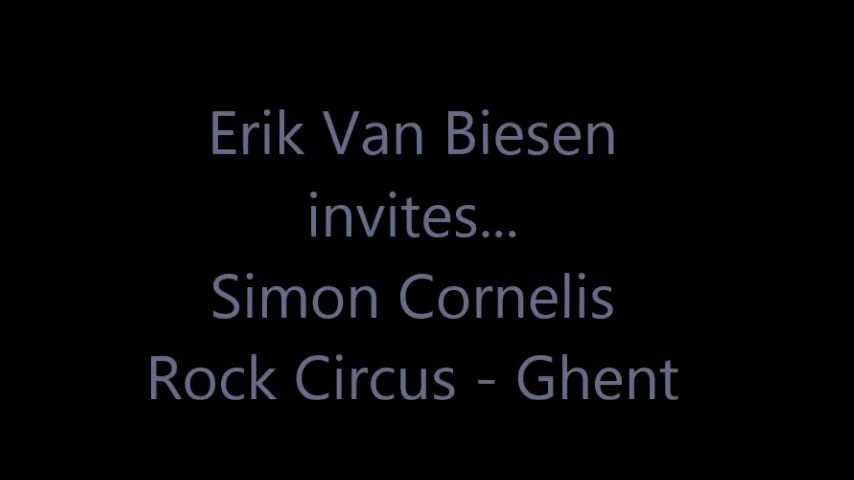 Erik Van Biesen
invites...
Simon Cornelis
Rock Circus - Ghent